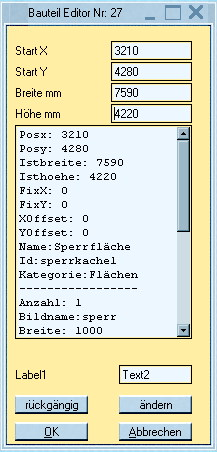 Bauteil Editor Nr: 27
Start X 3210
Start Y 4280
Breite mm 7590
Höhe mm 4220
Posx: 3210
Posy: 4280
Istbreite: 7590
Isthoehe: 4220
FixX: 0
FixY: 0
XOffset: 0
YOffset: 0
Name:Sperrfläche
Id:sperrkachel
Kategorie:Flächen
-----------------
Anzahl: 1
Bildname:sperr
Breite: 1000
Label1 Text2
rückgängig ändern
OK Abbrechen